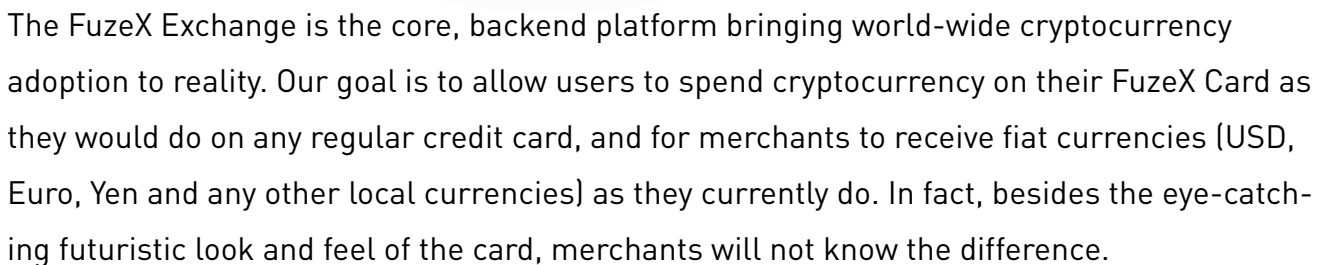 The FuzeX Exchange is the core, backend platform bringing world-wide cryptocurrency
adoption to reality. Our goal is to allow users to spend cryptocurrency on their FuzeX Card as
they would do on any regular credit card, and for merchants to receive fiat currencies (USD,
Euro, Yen and any other local currencies) as they currently do. In fact, besides the eye-catch-
ing futuristic look and feel of the card, merchants will not know the difference.